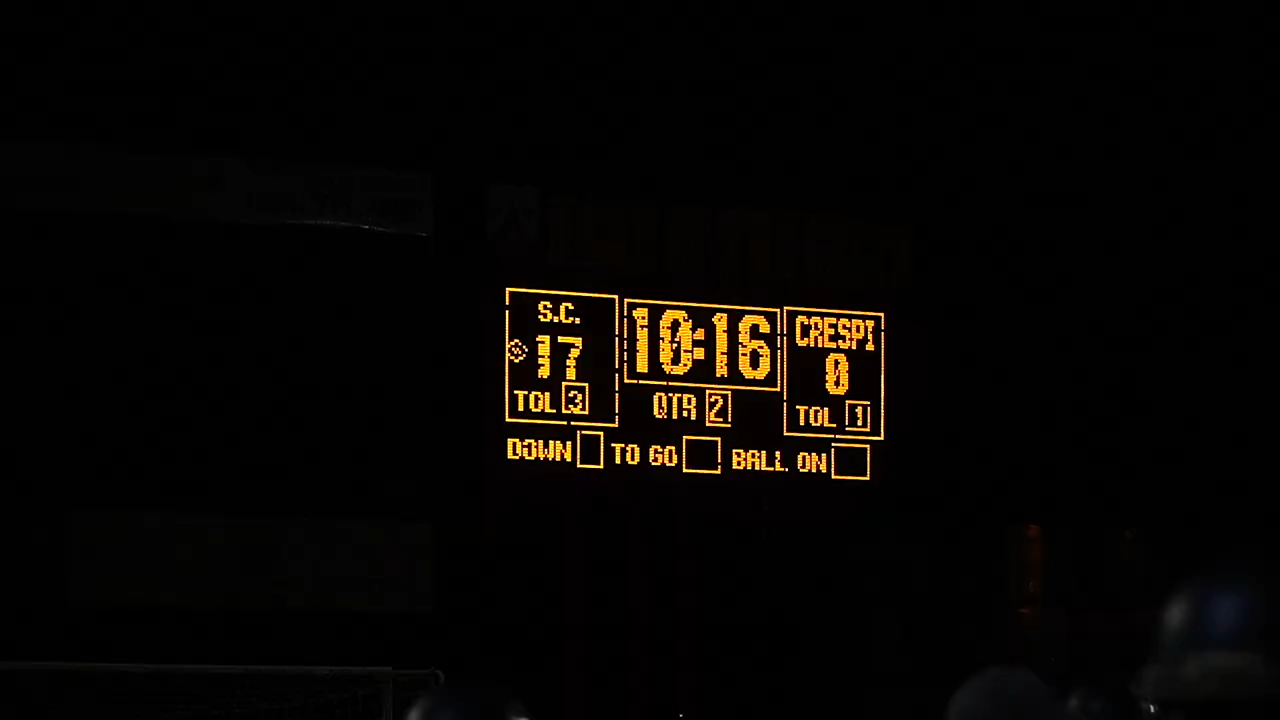 S.C.
17
TOL 3
10:16
QTR 2
CRESPI
0
TOL 1
DOWN TO GO BALL ON